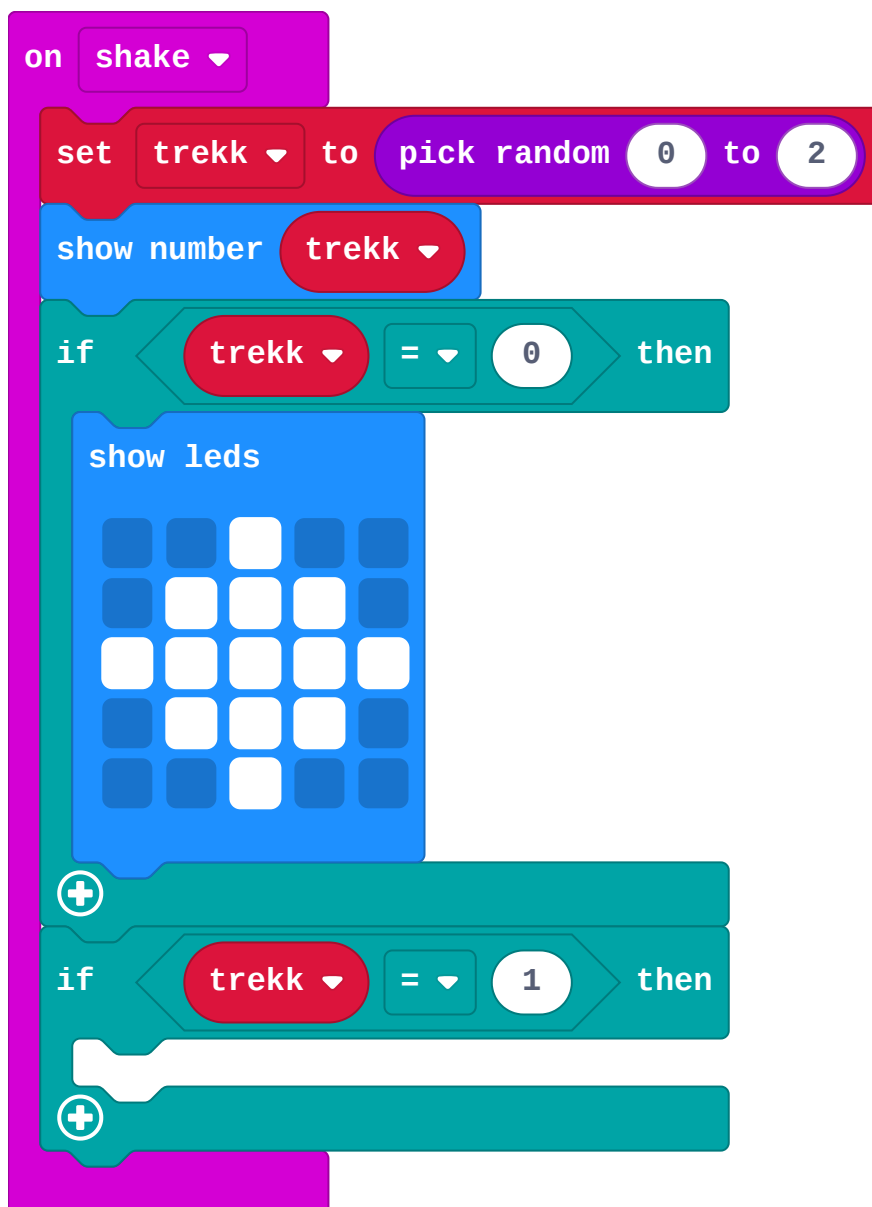 on shake
set trekk to pick random 0 to 2
show number trekk
if trekk = 0 then
show leds
if trekk = 1 then